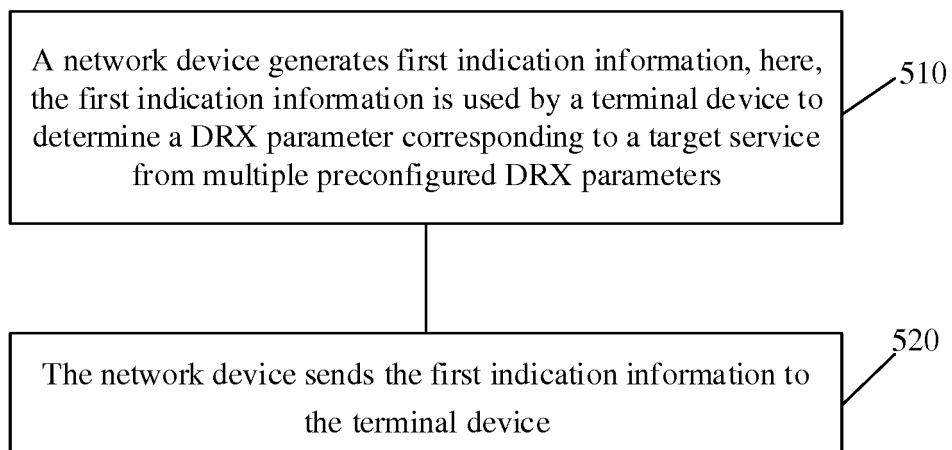 A network device generates first indication information, here,
the first indication information is used by a terminal device to
determine a DRX parameter corresponding to a target service
from multiple preconfigured DRX parameters
510
The network device sends the first indication information to
the terminal device
520